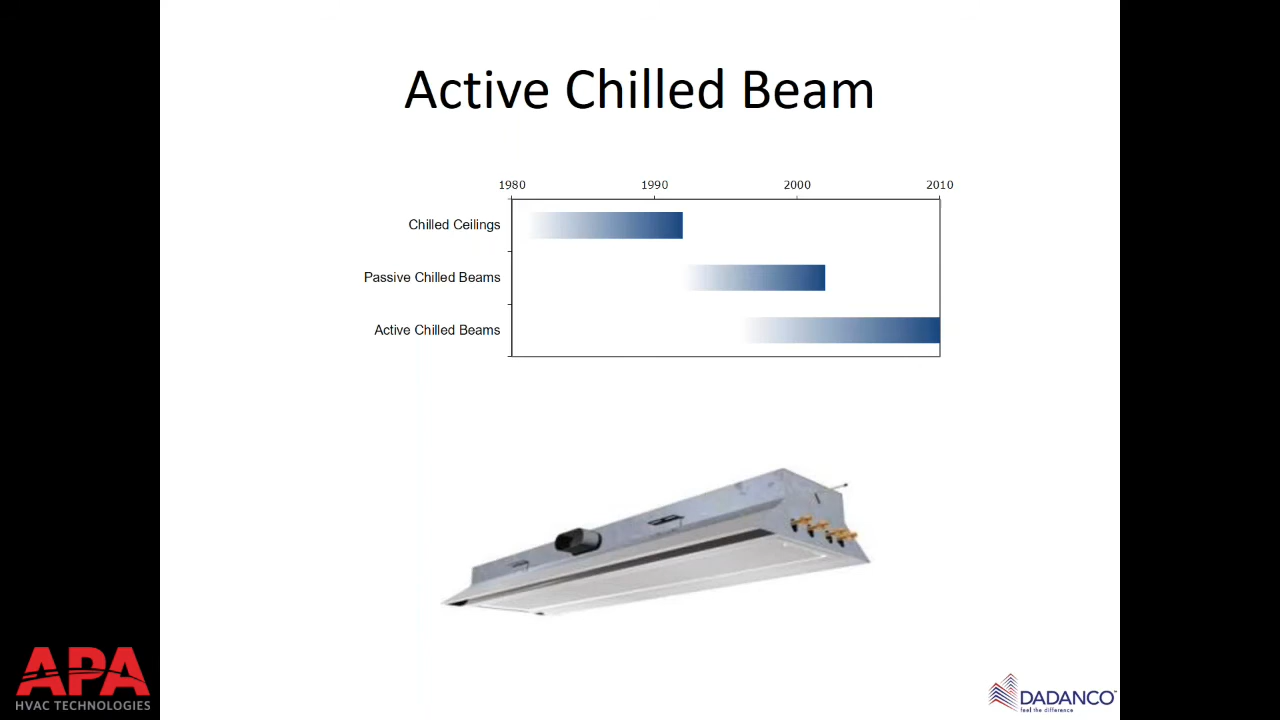 Active Chilled Beam
1980 1990 2000 2010
Chilled Ceilings
Passive Chilled Beams
Active Chilled Beams
APA
HVAC TECHNOLOGIES
DADANCO™
feel the difference